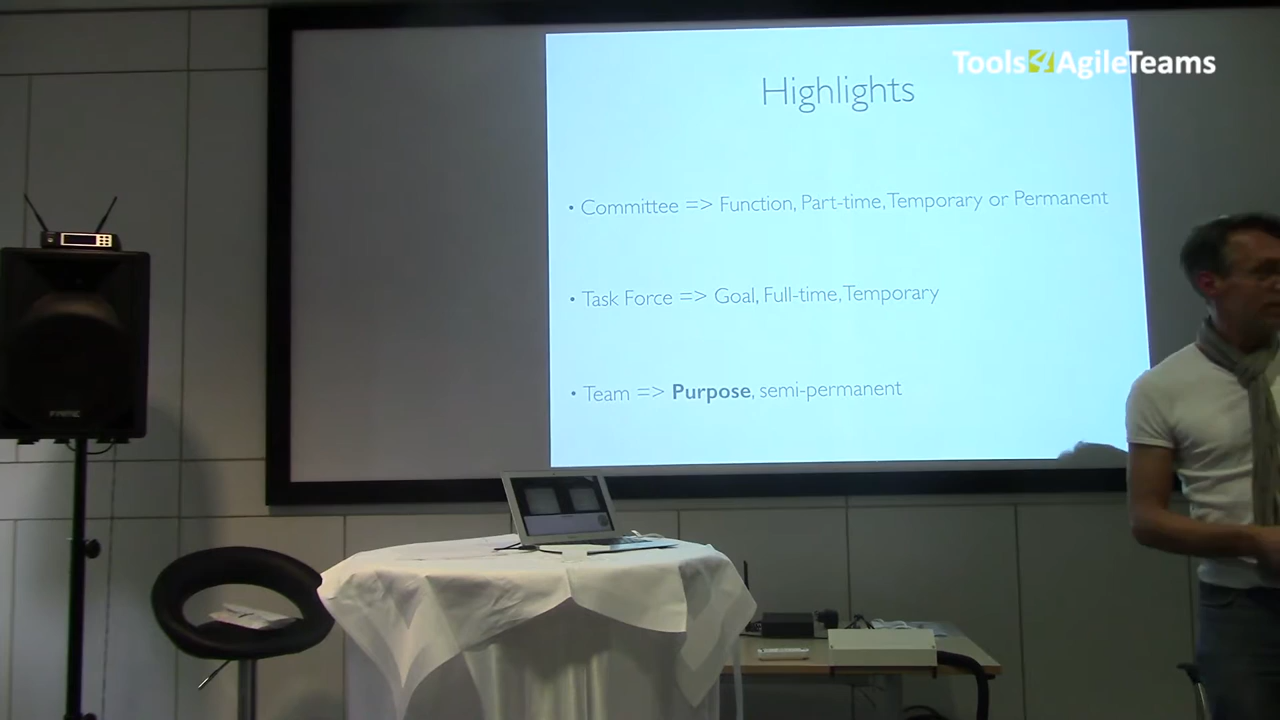 Tools4AgileTeams
Highlights
• Committee => Function, Part-time, Temporary or Permanent
• Task Force => Goal, Full-time, Temporary
• Team => Purpose, semi-permanent